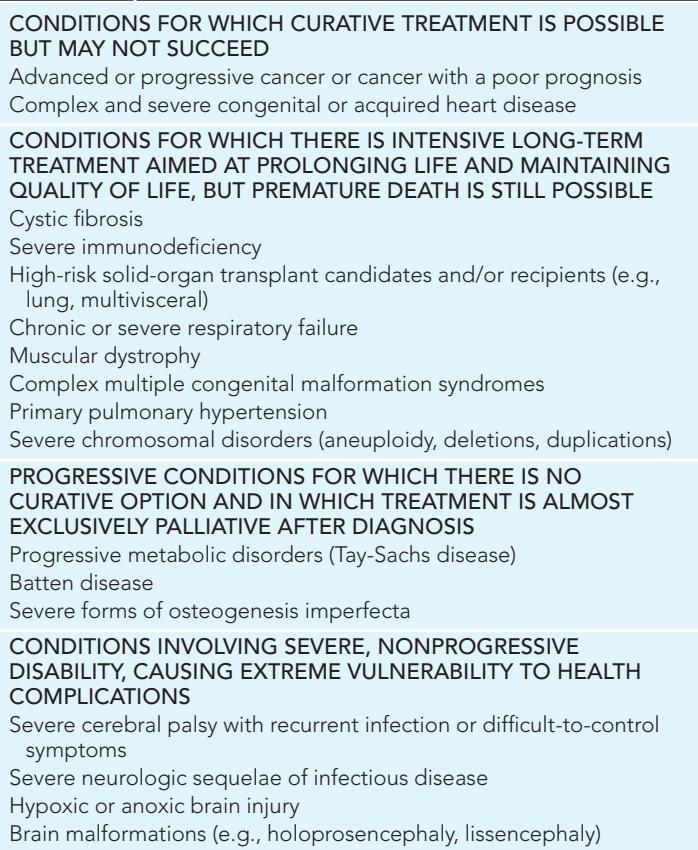 CONDITIONS FOR WHICH CURATIVE TREATMENT IS POSSIBLE
BUT MAY NOT SUCCEED
Advanced or progressive cancer or cancer with a poor prognosis
Complex and severe congenital or acquired heart disease
CONDITIONS FOR WHICH THERE IS INTENSIVE LONG-TERM
TREATMENT AIMED AT PROLONGING LIFE AND MAINTAINING
QUALITY OF LIFE, BUT PREMATURE DEATH IS STILL POSSIBLE
Cystic fibrosis
Severe immunodeficiency
High-risk solid-organ transplant candidates and/or recipients (e.g.,
lung, multivisceral)
Chronic or severe respiratory failure
Muscular dystrophy
Complex multiple congenital malformation syndromes
Primary pulmonary hypertension
Severe chromosomal disorders (aneuploidy, deletions, duplications)
PROGRESSIVE CONDITIONS FOR WHICH THERE IS NO
CURATIVE OPTION AND IN WHICH TREATMENT IS ALMOST
EXCLUSIVELY PALLIATIVE AFTER DIAGNOSIS
Progressive metabolic disorders (Tay-Sachs disease)
Batten disease
Severe forms of osteogenesis imperfecta
CONDITIONS INVOLVING SEVERE, NONPROGRESSIVE
DISABILITY, CAUSING EXTREME VULNERABILITY TO HEALTH
COMPLICATIONS
Severe cerebral palsy with recurrent infection or difficult-to-control
symptoms
Severe neurologic sequelae of infectious disease
Hypoxic or anoxic brain injury
Brain malformations (e.g., holoprosencephaly, lissencephaly)